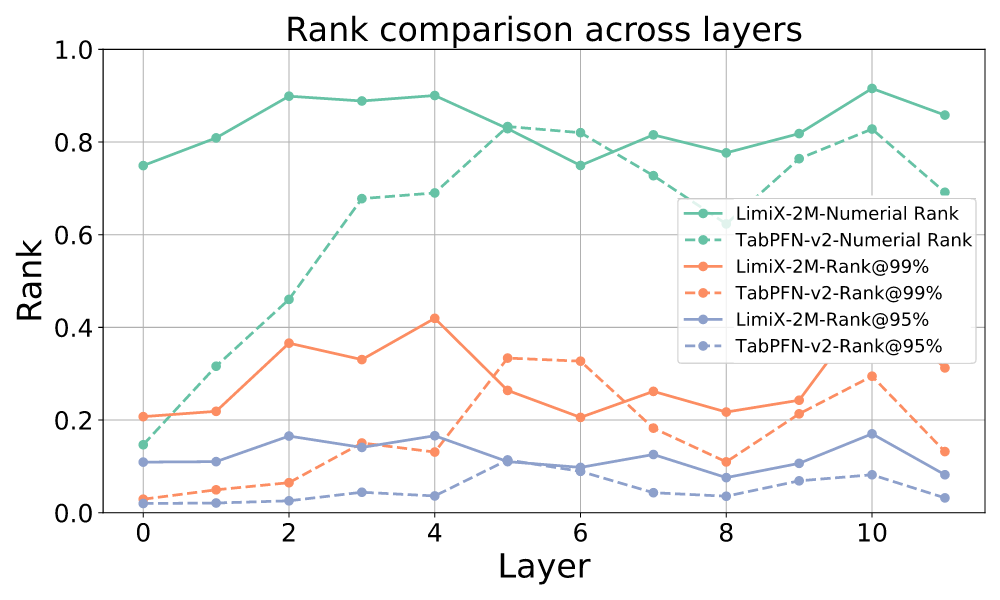 Rank comparison across layers
1.0
0.8
0.6
0.4
0.2
0.0
Rank
LimiX-2M-Numerial Rank
TabPFN-v2-Numerial Rank
LimiX-2M-Rank@99%
TabPFN-v2-Rank@99%
LimiX-2M-Rank@95%
TabPFN-v2-Rank@95%
0 2 4 6 8 10
Layer